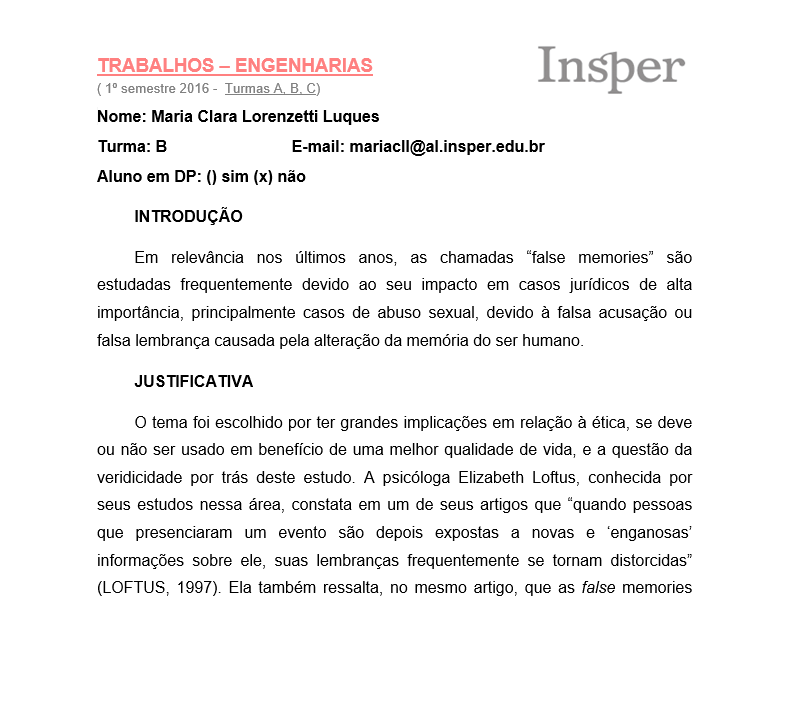 TRABALHOS – ENGENHARIAS
Insper
( 1º semestre 2016 - Turmas A, B, C)
Nome: Maria Clara Lorenzetti Luques
Turma: B E-mail: mariacll@al.insper.edu.br
Aluno em DP: () sim (x) não
INTRODUÇÃO
Em relevância nos últimos anos, as chamadas “false memories” são
estudadas frequentemente devido ao seu impacto em casos jurídicos de alta
importância, principalmente casos de abuso sexual, devido à falsa acusação ou
falsa lembrança causada pela alteração da memória do ser humano.
JUSTIFICATIVA
O tema foi escolhido por ter grandes implicações em relação à ética, se deve
ou não ser usado em benefício de uma melhor qualidade de vida, e a questão da
veridicidade por trás deste estudo. A psicóloga Elizabeth Loftus, conhecida por
seus estudos nessa área, constata em um de seus artigos que “quando pessoas
que presenciaram um evento são depois expostas a novas e ‘enganosas’
informações sobre ele, suas lembranças frequentemente se tornam distorcidas”
(LOFTUS, 1997). Ela também ressalta, no mesmo artigo, que as false memories